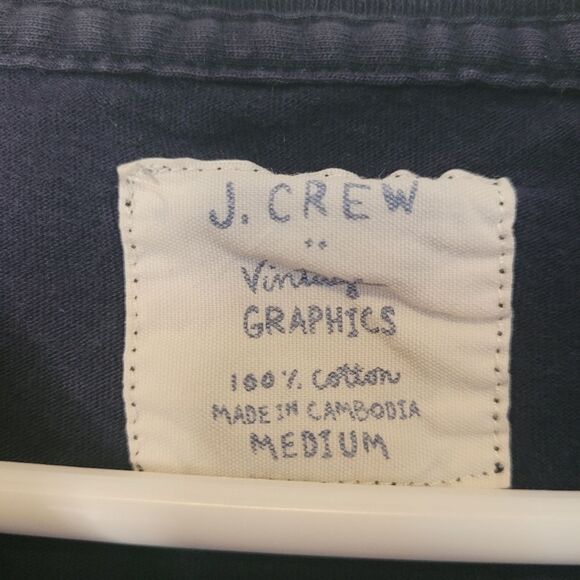 J. CREW
..
Vintage
GRAPHICS
100% Cotton
MADE IN CAMBODIA
MEDIUM